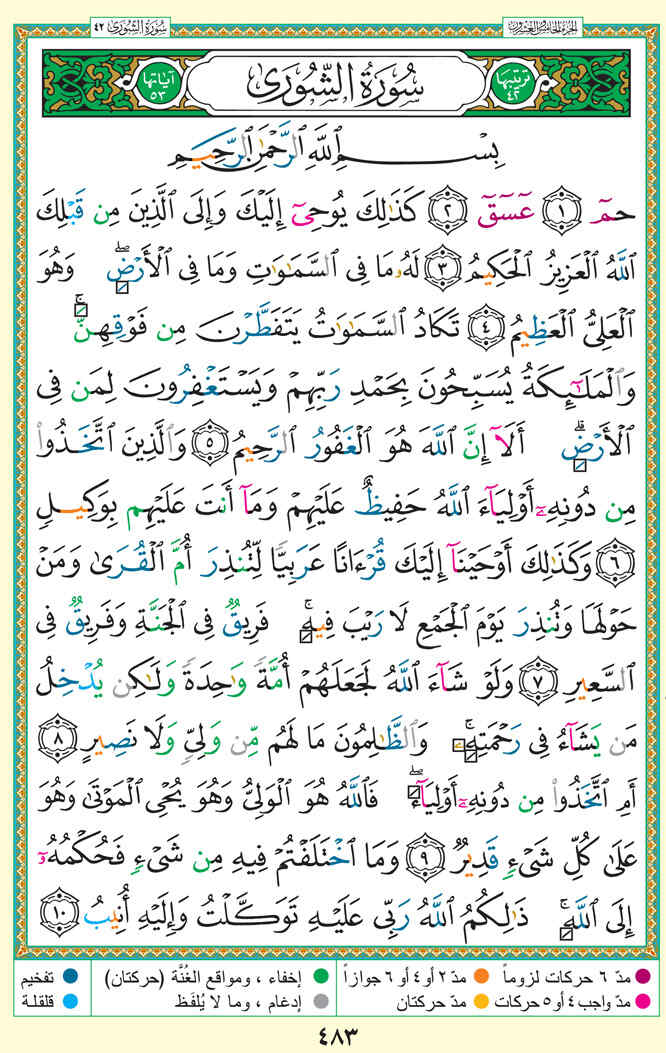 الجزء الخامس والعشرون
سُورَةُ الشُّورَىٰ ٤٢
ترتيبها ٤٢ سُورَةُ الشُّورَىٰ آياتها ٥٣
بِسْمِ اللَّهِ الرَّحْمَٰنِ الرَّحِيمِ
حمٓ ١ عٓسٓقٓ ٢ كَذَٰلِكَ يُوحِىٓ إِلَيْكَ وَإِلَى ٱلَّذِينَ مِن قَبْلِكَ
ٱللَّهُ ٱلْعَزِيزُ ٱلْحَكِيمُ ٣ لَهُۥ مَا فِى ٱلسَّمَٰوَٰتِ وَمَا فِى ٱلْأَرْضِ ۖ وَهُوَ
ٱلْعَلِىُّ ٱلْعَظِيمُ ٤ تَكَادُ ٱلسَّمَٰوَٰتُ يَتَفَطَّرْنَ مِن فَوْقِهِنَّ ۚ
وَٱلْمَلَٰٓئِكَةُ يُسَبِّحُونَ بِحَمْدِ رَبِّهِمْ وَيَسْتَغْفِرُونَ لِمَن فِى
ٱلْأَرْضِ ۗ أَلَآ إِنَّ ٱللَّهَ هُوَ ٱلْغَفُورُ ٱلرَّحِيمُ ٥ وَٱلَّذِينَ ٱتَّخَذُوا۟
مِن دُونِهِۦٓ أَوْلِيَآءَ ٱللَّهُ حَفِيظٌ عَلَيْهِمْ وَمَآ أَنتَ عَلَيْهِم بِوَكِيلٍ
٦ وَكَذَٰلِكَ أَوْحَيْنَآ إِلَيْكَ قُرْءَانًا عَرَبِيًّا لِّتُنذِرَ أُمَّ ٱلْقُرَىٰ وَمَنْ
حَوْلَهَا وَتُنذِرَ يَوْمَ ٱلْجَمْعِ لَا رَيْبَ فِيهِ ۚ فَرِيقٌ فِى ٱلْجَنَّةِ وَفَرِيقٌ فِى
ٱلسَّعِيرِ ٧ وَلَوْ شَآءَ ٱللَّهُ لَجَعَلَهُمْ أُمَّةً وَٰحِدَةً وَلَٰكِن يُدْخِلُ
مَن يَشَآءُ فِى رَحْمَتِهِۦ ۚ وَٱلظَّٰلِمُونَ مَا لَهُم مِّن وَلِىٍّ وَلَا نَصِيرٍ ٨
أَمِ ٱتَّخَذُوا۟ مِن دُونِهِۦٓ أَوْلِيَآءَ ۖ فَٱللَّهُ هُوَ ٱلْوَلِىُّ وَهُوَ يُحْىِ ٱلْمَوْتَىٰ وَهُوَ
عَلَىٰ كُلِّ شَىْءٍ قَدِيرٌ ٩ وَمَا ٱخْتَلَفْتُمْ فِيهِ مِن شَىْءٍ فَحُكْمُهُۥٓ
إِلَى ٱللَّهِ ۚ ذَٰلِكُمُ ٱللَّهُ رَبِّى عَلَيْهِ تَوَكَّلْتُ وَإِلَيْهِ أُنِيبُ ١٠
مدّ ٦ حركات لزوماً مدّ ٢ أو ٤ أو ٦ جوازاً إخفاء ، ومواقع الغُنَّة (حركتان) تفخيم
مدّ واجب ٤ أو ٥ حركات مدّ حركتان إدغام ، وما لا يُلفَظ قلقلة
٤٨٣